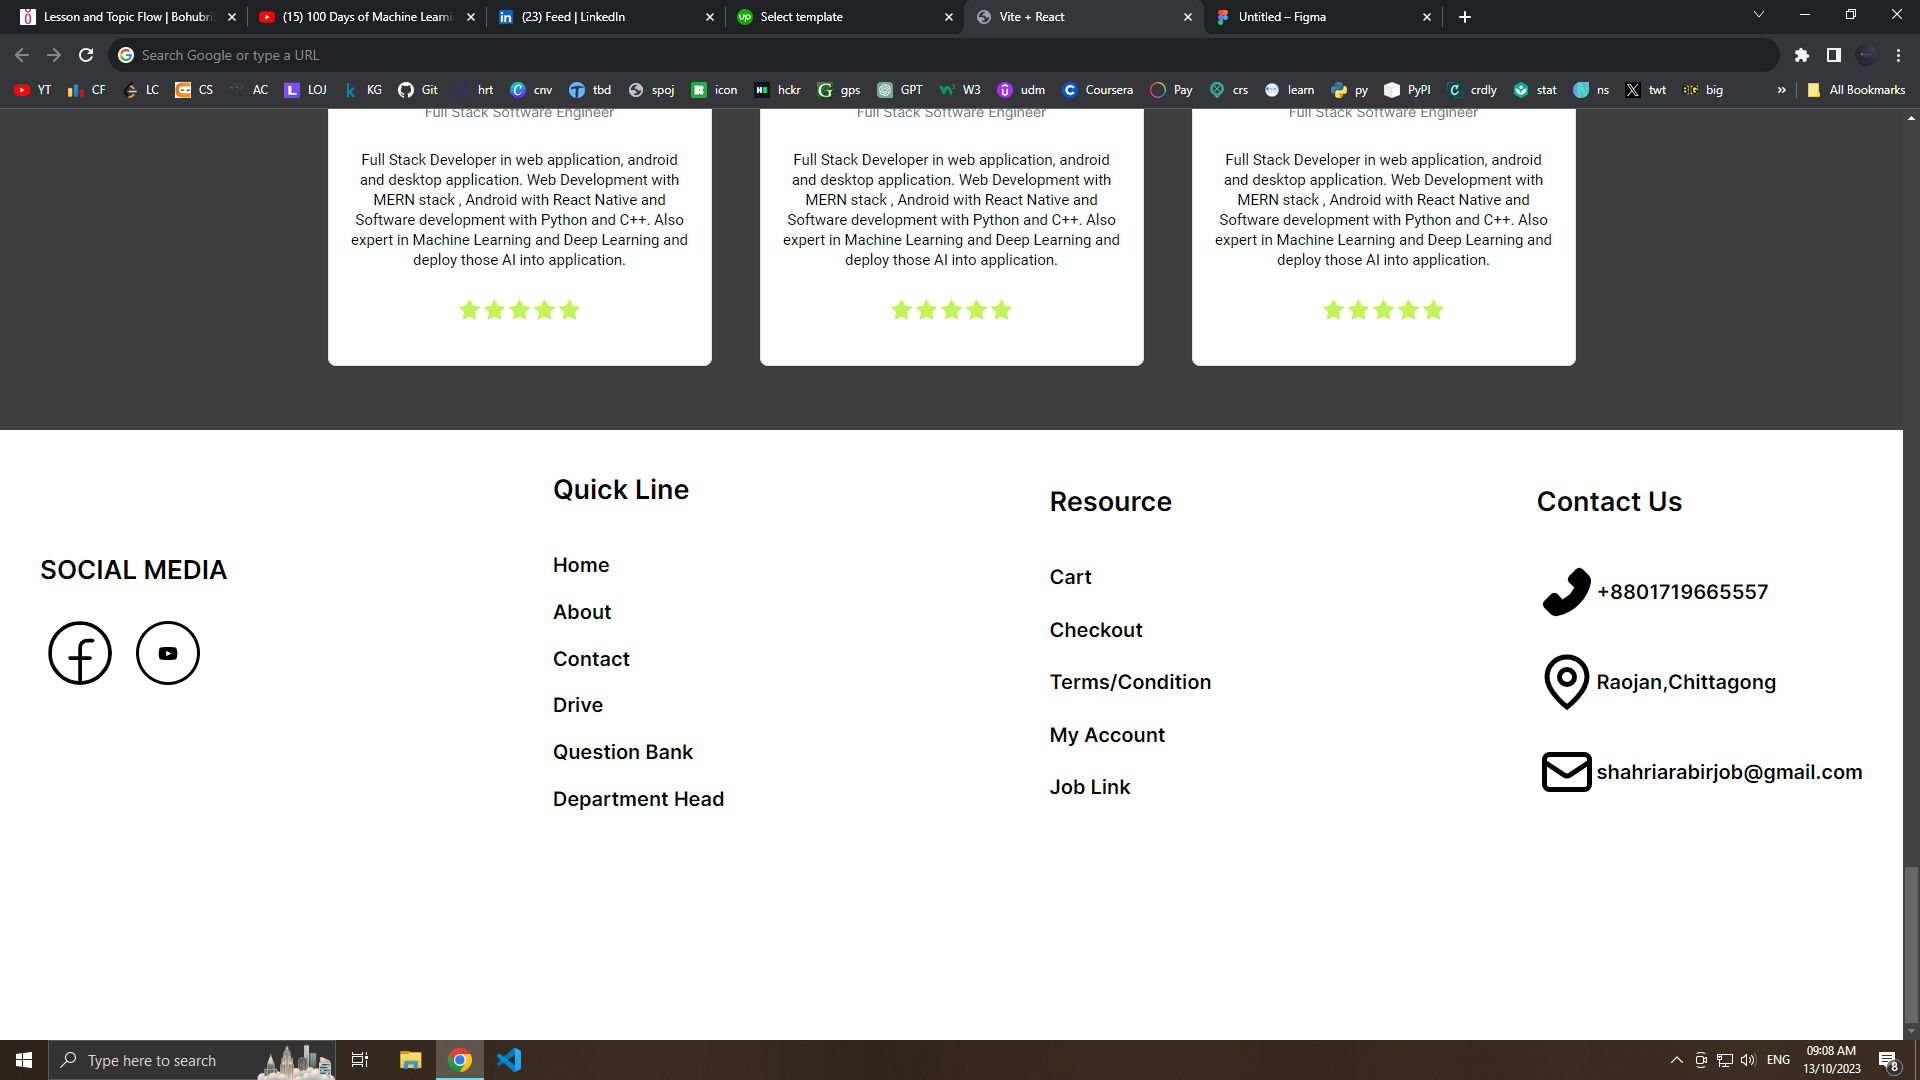 Lesson and Topic Flow | Bohubri
(15) 100 Days of Machine Learni
(23) Feed | LinkedIn
Select template
Vite + React
Untitled – Figma
Search Google or type a URL
YT CF LC CS AC LOJ KG Git hrt cnv tbd spoj icon hckr gps GPT W3 udm Coursera Pay crs learn py PyPI crdly stat ns twt big » All Bookmarks
Full Stack Software Engineer
Full Stack Developer in web application, android
and desktop application. Web Development with
MERN stack , Android with React Native and
Software development with Python and C++. Also
expert in Machine Learning and Deep Learning and
deploy those AI into application.
Full Stack Software Engineer
Full Stack Developer in web application, android
and desktop application. Web Development with
MERN stack , Android with React Native and
Software development with Python and C++. Also
expert in Machine Learning and Deep Learning and
deploy those AI into application.
Full Stack Software Engineer
Full Stack Developer in web application, android
and desktop application. Web Development with
MERN stack , Android with React Native and
Software development with Python and C++. Also
expert in Machine Learning and Deep Learning and
deploy those AI into application.
SOCIAL MEDIA
Quick Line
Home
About
Contact
Drive
Question Bank
Department Head
Resource
Cart
Checkout
Terms/Condition
My Account
Job Link
Contact Us
+8801719665557
Raojan,Chittagong
shahriarabirjob@gmail.com
Type here to search
ENG
09:08 AM
13/10/2023
8